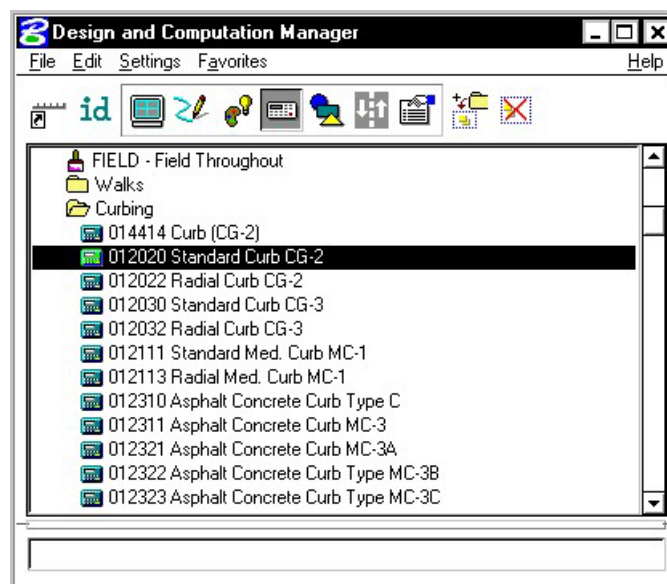 Design and Computation Manager
File Edit Settings Favorites Help
id
FIELD - Field Throughout
Walks
Curbing
014414 Curb (CG-2)
012020 Standard Curb CG-2
012022 Radial Curb CG-2
012030 Standard Curb CG-3
012032 Radial Curb CG-3
012111 Standard Med. Curb MC-1
012113 Radial Med. Curb MC-1
012310 Asphalt Concrete Curb Type C
012311 Asphalt Concrete Curb MC-3
012321 Asphalt Concrete Curb MC-3A
012322 Asphalt Concrete Curb Type MC-3B
012323 Asphalt Concrete Curb Type MC-3C